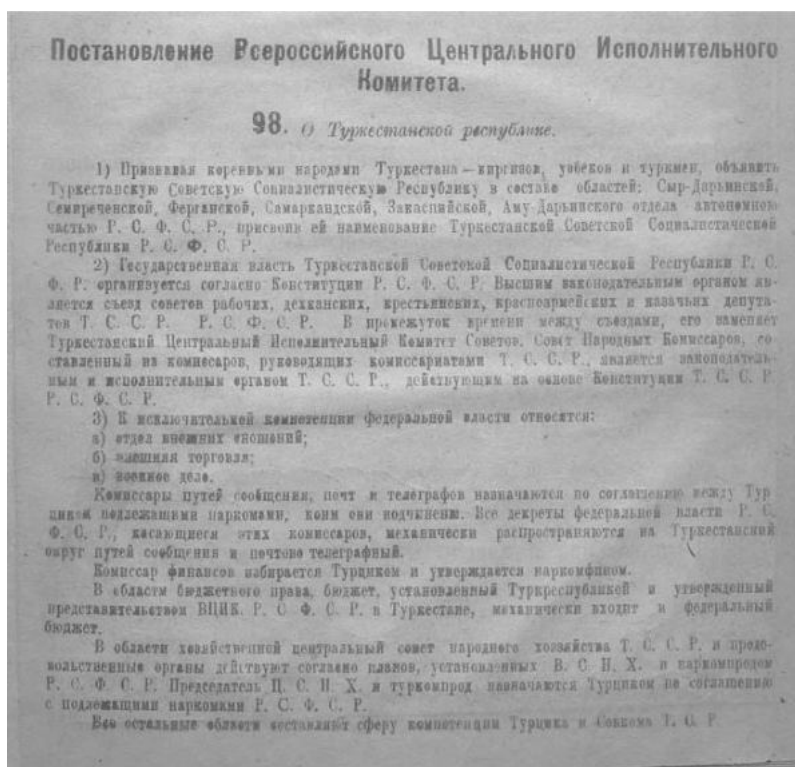 Постановление Всероссийского Центрального Исполнительного
Комитета.
98. О Туркестанской республике.
1) Признавая коренными народами Туркестана — киргизов, узбеков и туркмен, объявить
Туркестанскую Советскую Социалистическую Республику в составе областей: Сыр-Дарьинской,
Семиреченской, Ферганской, Самаркандской, Закаспийской, Аму-Дарьинского отдела - автономною
частью Р. С. Ф. С. Р., присвоив ей наименование Туркестанской Советской Социалистической
Республики Р. С. Ф. С. Р.
2) Государственная власть Туркестанской Советской Социалистической Республики Р. С.
Ф. Р. организуется согласно Конституции Р. С. Ф. С. Р. Высшим законодательным органом яв-
ляется съезд советов рабочих, дехканских, крестьянских, красноармейских и казачьих депута-
тов Т. С. С. Р. Р. С. Ф. С. Р. В промежуток времени между съездами, его заменяет
Туркестанский Центральный Исполнительный Комитет Советов. Совет Народных Комиссаров, со-
ставленный из комиссаров, руководящих комиссариатами Т. С. С. Р., является законодатель-
ным и исполнительным органом Т. С. С. Р., действующим на основе Конституции Т. С. С. Р.
Р. С. Ф. С. Р.
3) К исключительной компетенции федеральной власти относятся:
а) отдел внешних сношений;
б) внешняя торговля;
в) военное дело.
Комиссары путей сообщения, почт и телеграфов назначаются по соглашению между Тур
циком подлежащими наркомами, коим они подчинены. Все декреты федеральной власти Р. С.
Ф. С. Р., касающиеся этих комиссаров, механически распространяются на Туркестанский
округ путей сообщения и почтово телеграфный.
Комиссар финансов избирается Турциком и утверждается наркомфином.
В области бюджетного права, бюджет, установленный Туркреспубликой и утвержденный
представительством ВЦИК. Р. С Ф. С. Р. в Туркестане, механически входит и федеральный
бюджет.
В области хозяйственной центральный совет народного хозяйства Т. С. С. Р. и продо-
вольственные органы действуют согласно планов, установленных В. С. Н. Х. и наркомпродом
Р. С. Ф. С. Р. Председатель Ц. С. Н. Х. и туркомпрод назначаются Турциком по соглашению
с подлежащими наркомами Р. С. Ф. С. Р.
Все остальные области составляют сферу компетенции Турцика и Совкома Т. С. Р.